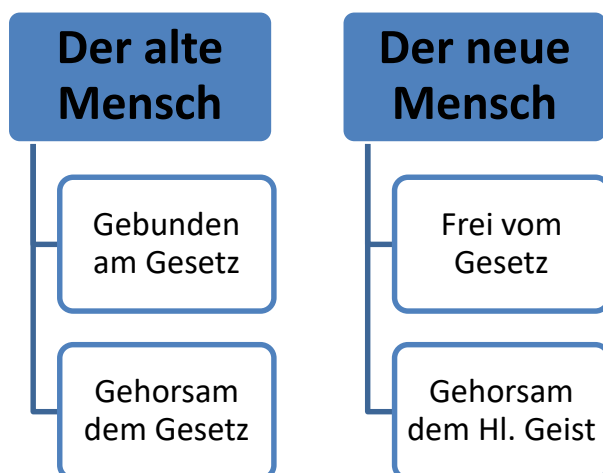 Der alte
Mensch
Gebunden
am Gesetz
Gehorsam
dem Gesetz
Der neue
Mensch
Frei vom
Gesetz
Gehorsam
dem Hl. Geist